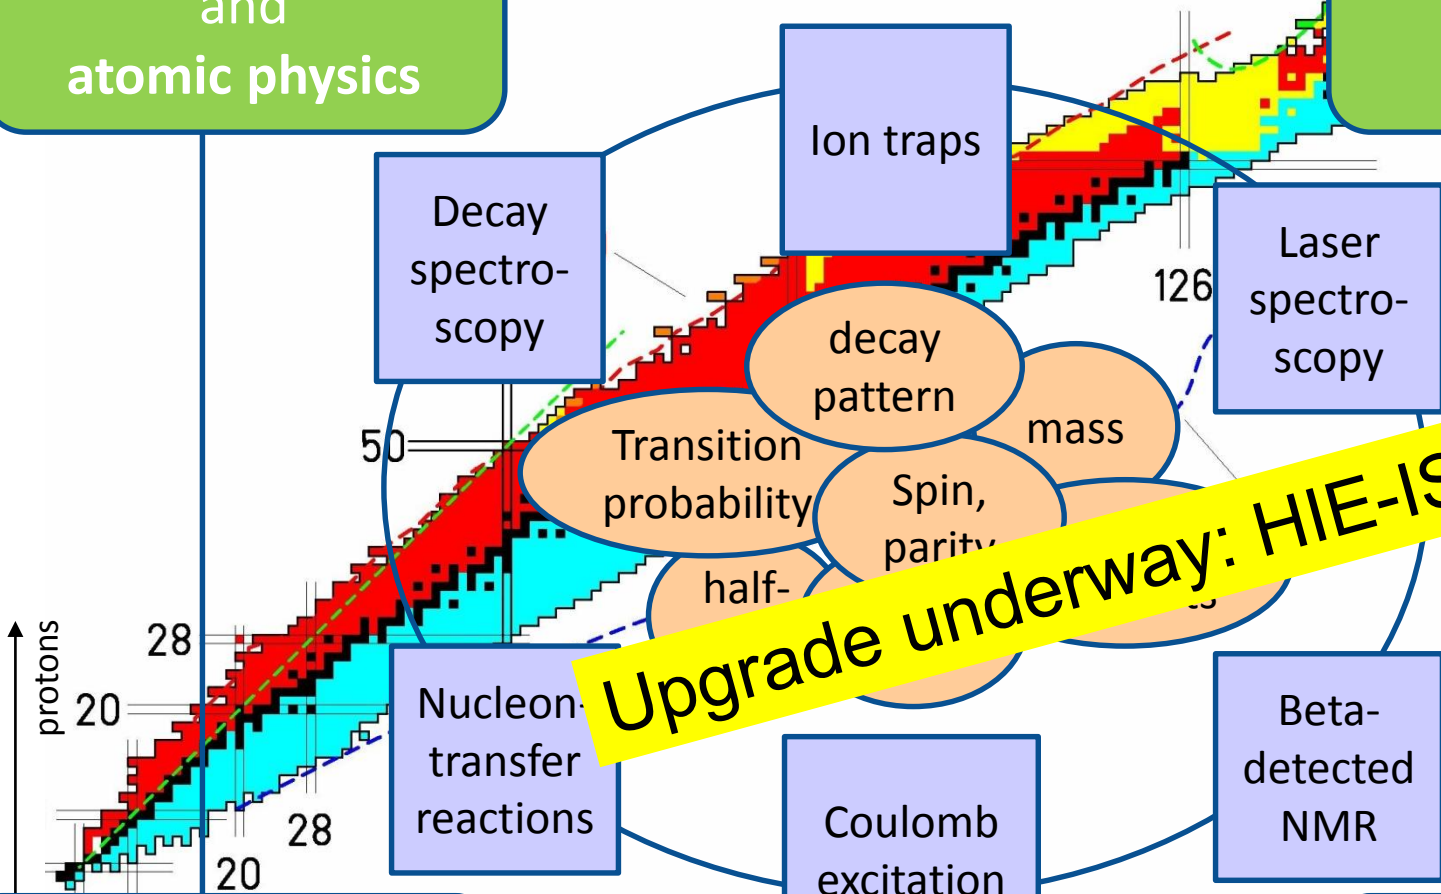 and
atomic physics
Ion traps
Decay
spectro-
scopy
Laser
spectro-
scopy
126
decay
pattern
mass
50
Transition
probability
Spin,
parity
half-
Upgrade underway: HIE-IS
28
protons
20
Nucleon-
transfer
reactions
Beta-
detected
NMR
28
Coulomb
excitation
20